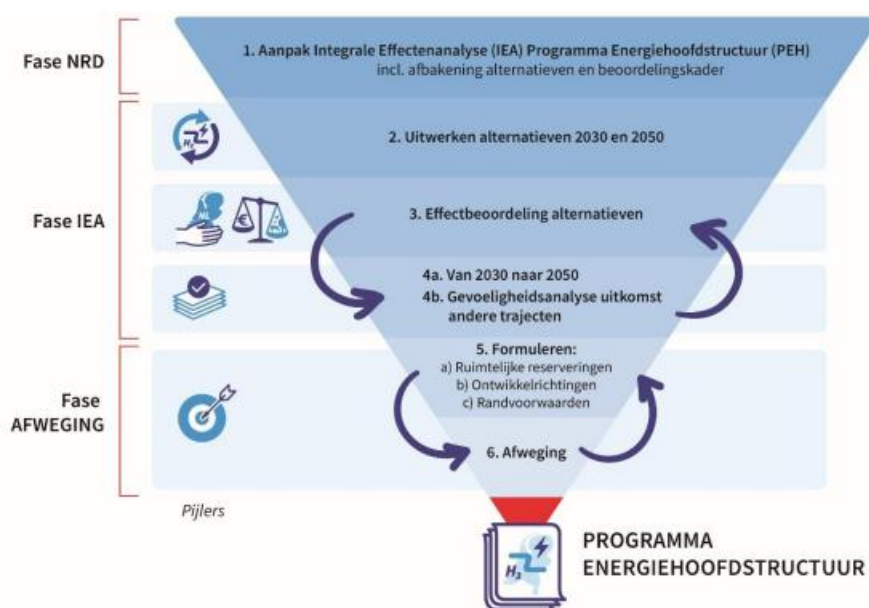 Fase NRD
1. Aanpak Integrale Effectenanalyse (IEA) Programma Energiehoofdstructuur (PEH)
incl. afbakening alternatieven en beoordelingskader
Fase IEA
2. Uitwerken alternatieven 2030 en 2050
3. Effectbeoordeling alternatieven
4a. Van 2030 naar 2050
4b. Gevoeligheidsanalyse uitkomst
andere trajecten
Fase
AFWEGING
5. Formuleren:
a) Ruimtelijke reserveringen
b) Ontwikkelrichtingen
c) Randvoorwaarden
6. Afweging
Pijlers
PROGRAMMA
ENERGIEHOOFDSTRUCTUUR
H₂
NL
€